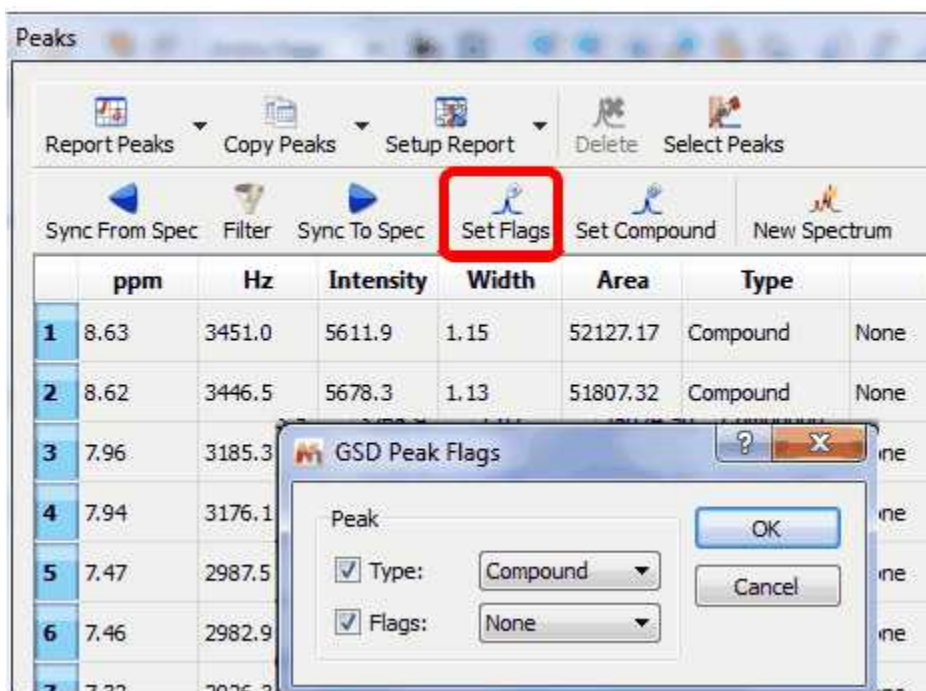 Peaks
Report Peaks Copy Peaks Setup Report Delete Select Peaks
Sync From Spec Filter Sync To Spec Set Flags Set Compound New Spectrum
ppm Hz Intensity Width Area Type
1 8.63 3451.0 5611.9 1.15 52127.17 Compound None
2 8.62 3446.5 5678.3 1.13 51807.32 Compound None
3 7.96 3185.3
GSD Peak Flags
4 7.94 3176.1
Peak OK
5 7.47 2987.5
Type: Compound Cancel
6 7.46 2982.9
Flags: None